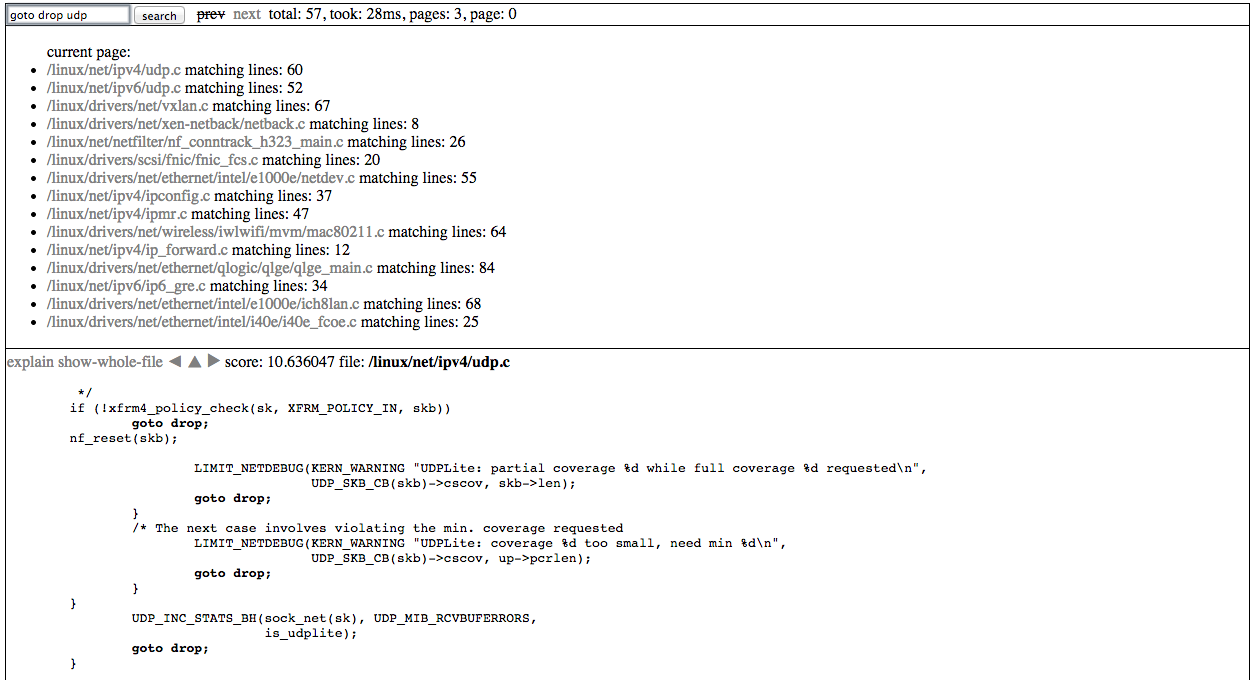 goto drop udp search prev next total: 57, took: 28ms, pages: 3, page: 0
current page:
/linux/net/ipv4/udp.c matching lines: 60
/linux/net/ipv6/udp.c matching lines: 52
/linux/drivers/net/vxlan.c matching lines: 67
/linux/drivers/net/xen-netback/netback.c matching lines: 8
/linux/net/netfilter/nf_conntrack_h323_main.c matching lines: 26
/linux/drivers/scsi/fnic/fnic_fcs.c matching lines: 20
/linux/drivers/net/ethernet/intel/e1000e/netdev.c matching lines: 55
/linux/net/ipv4/ipconfig.c matching lines: 37
/linux/net/ipv4/ipmr.c matching lines: 47
/linux/drivers/net/wireless/iwlwifi/mvm/mac80211.c matching lines: 64
/linux/net/ipv4/ip_forward.c matching lines: 12
/linux/drivers/net/ethernet/qlogic/qlge/qlge_main.c matching lines: 84
/linux/net/ipv6/ip6_gre.c matching lines: 34
/linux/drivers/net/ethernet/intel/e1000e/ich8lan.c matching lines: 68
/linux/drivers/net/ethernet/intel/i40e/i40e_fcoe.c matching lines: 25
explain show-whole-file ◀ ▲ ▶ score: 10.636047 file: /linux/net/ipv4/udp.c
*/
if (!xfrm4_policy_check(sk, XFRM_POLICY_IN, skb))
goto drop;
nf_reset(skb);
LIMIT_NETDEBUG(KERN_WARNING "UDPLite: partial coverage %d while full coverage %d requested\n",
UDP_SKB_CB(skb)->cscov, skb->len);
goto drop;
}
/* The next case involves violating the min. coverage requested
LIMIT_NETDEBUG(KERN_WARNING "UDPLite: coverage %d too small, need min %d\n",
UDP_SKB_CB(skb)->cscov, up->pcrlen);
goto drop;
}
}
UDP_INC_STATS_BH(sock_net(sk), UDP_MIB_RCVBUFERRORS,
is_udplite);
goto drop;
}